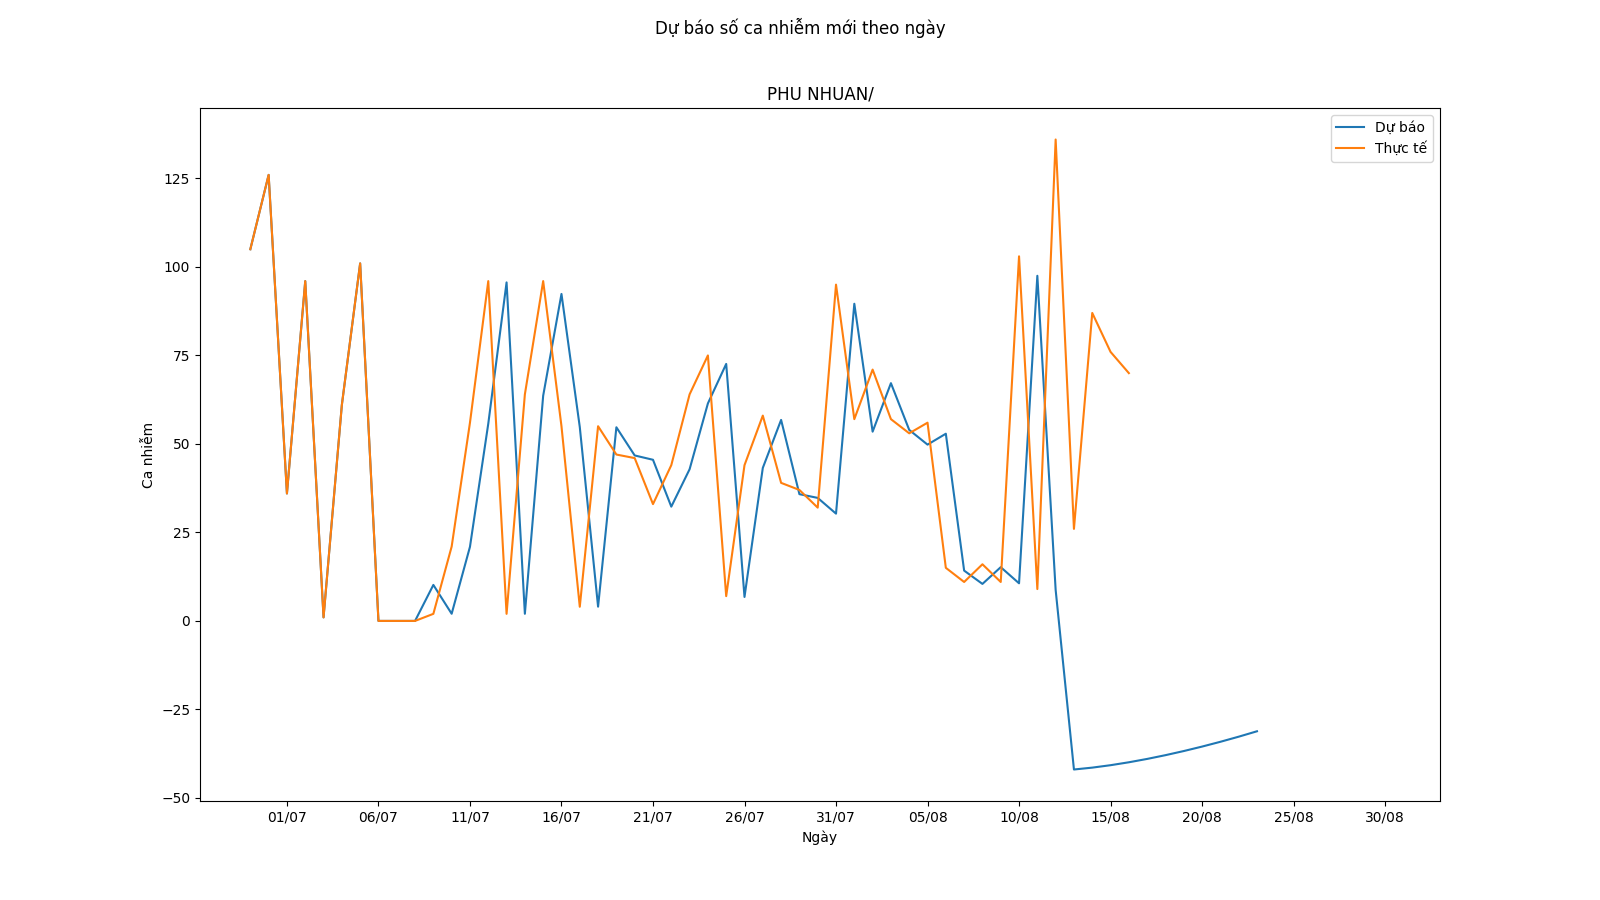 Dự báo số ca nhiễm mới theo ngày
PHU NHUAN/
Dự báo
Thực tế
125
100
75
50
25
0
−25
−50
Ca nhiễm
01/07 06/07 11/07 16/07 21/07 26/07 31/07 05/08 10/08 15/08 20/08 25/08 30/08
Ngày